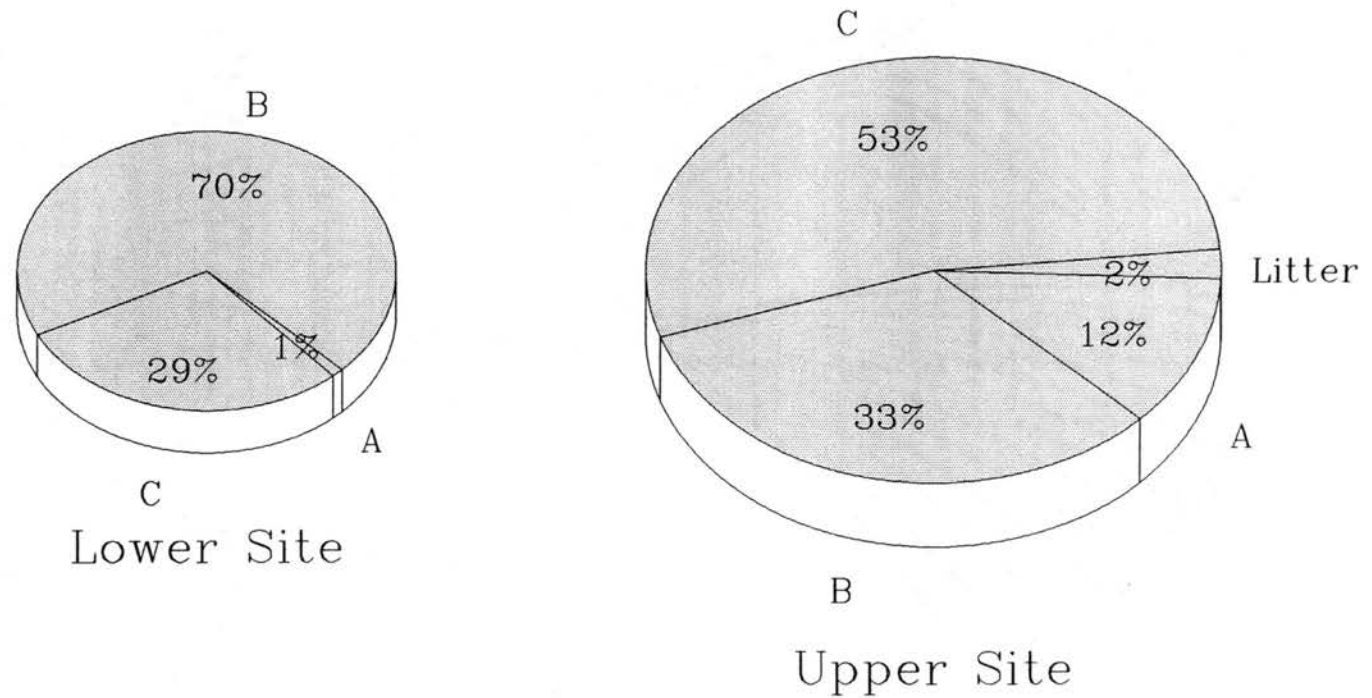 B
70%
1%
29%
A
C
Lower Site
C
53%
2%
Litter
12%
33%
A
B
Upper Site